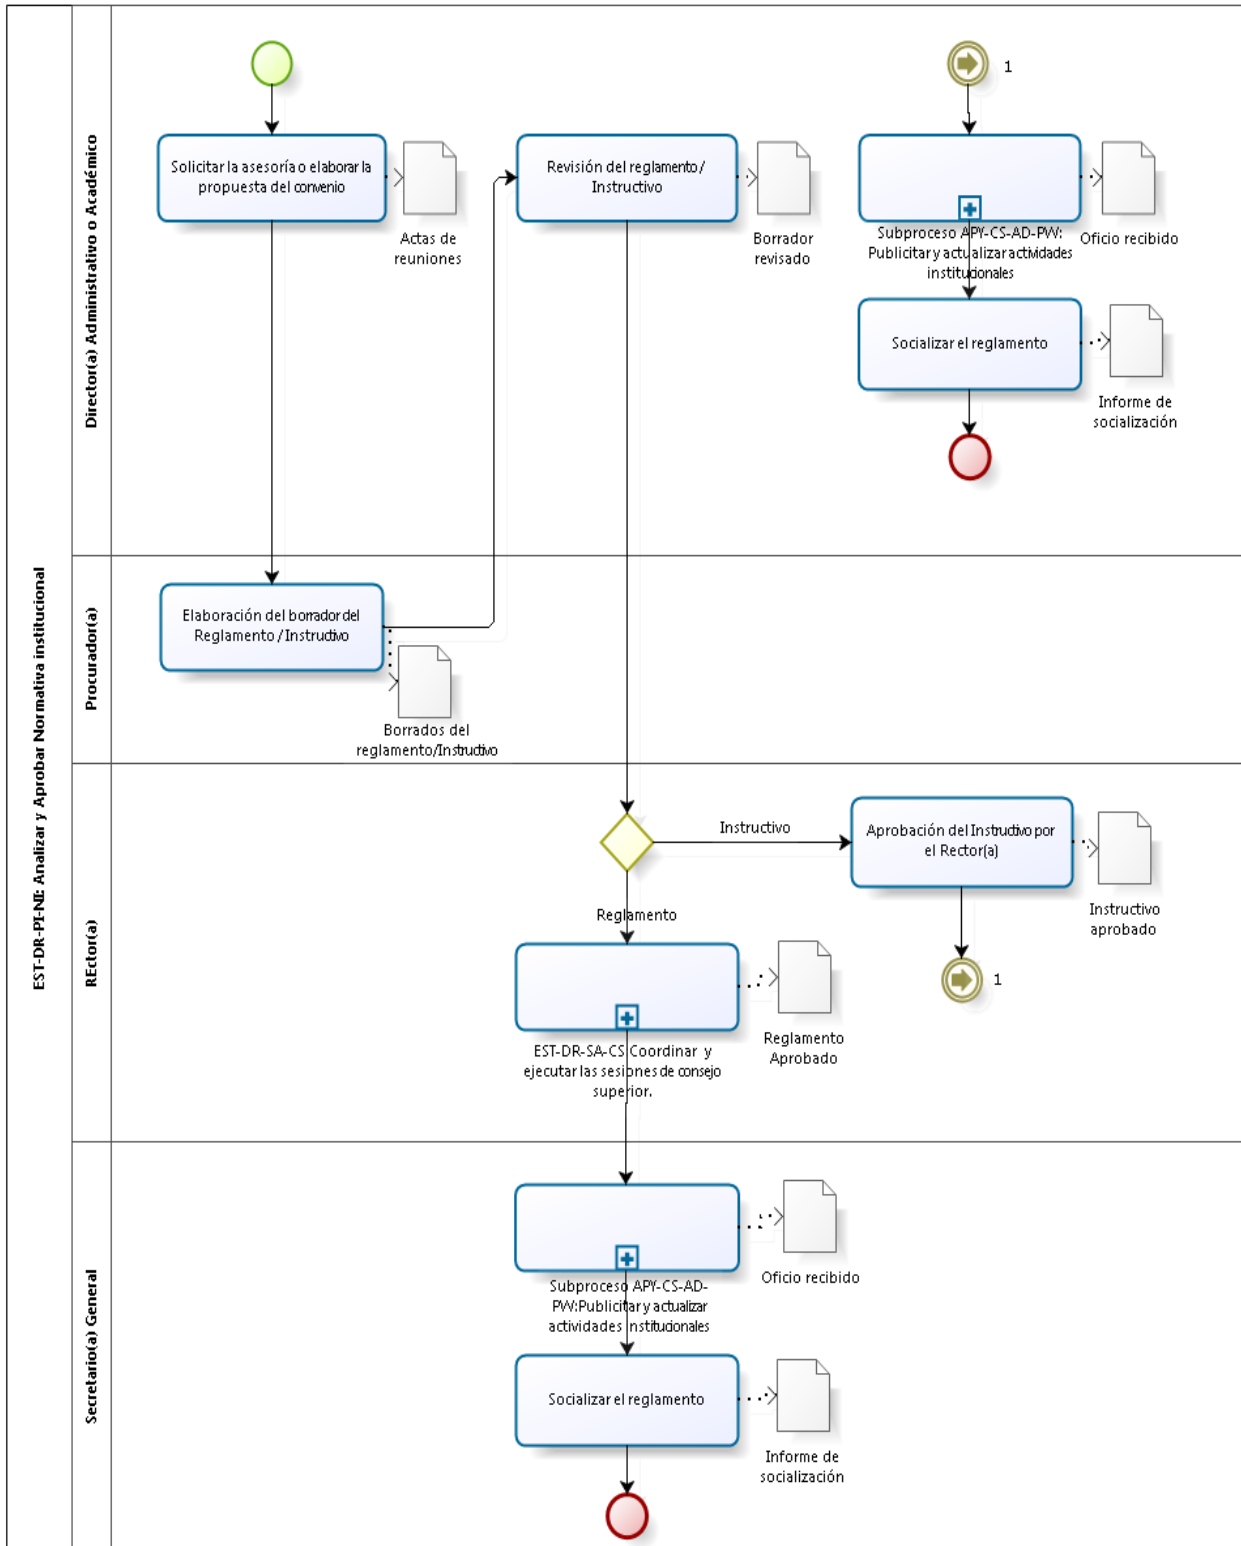 EST-DR-PI-NII: Analizar y Aprobar Normativa institucional
Director(a) Administrativo o Académico
1
Solicitar la asesoría o elaborar la
propuesta del convenio
Actas de
reuniones
Revisión del reglamento /
Instructivo
Borrador
revisado
Subproceso APY-CS-AD-PW:
Publicitar y actualizar actividades
institucionales
Oficio recibido
Socializar el reglamento
Informe de
socialización
Procurador(a)
Elaboración del borrador del
Reglamento / Instructivo
Borrados del
reglamento/Instructivo
REctor(a)
Instructivo
Aprobación del Instructivo por
el Rector(a)
Instructivo
aprobado
Reglamento
1
EST-DR-SA-CS Coordinar y
ejecutar las sesiones de consejo
superior.
Reglamento
Aprobado
Secretario(a) General
Subproceso APY-CS-AD-
PW:Publicitar y actualizar
actividades institucionales
Oficio recibido
Socializar el reglamento
Informe de
socialización